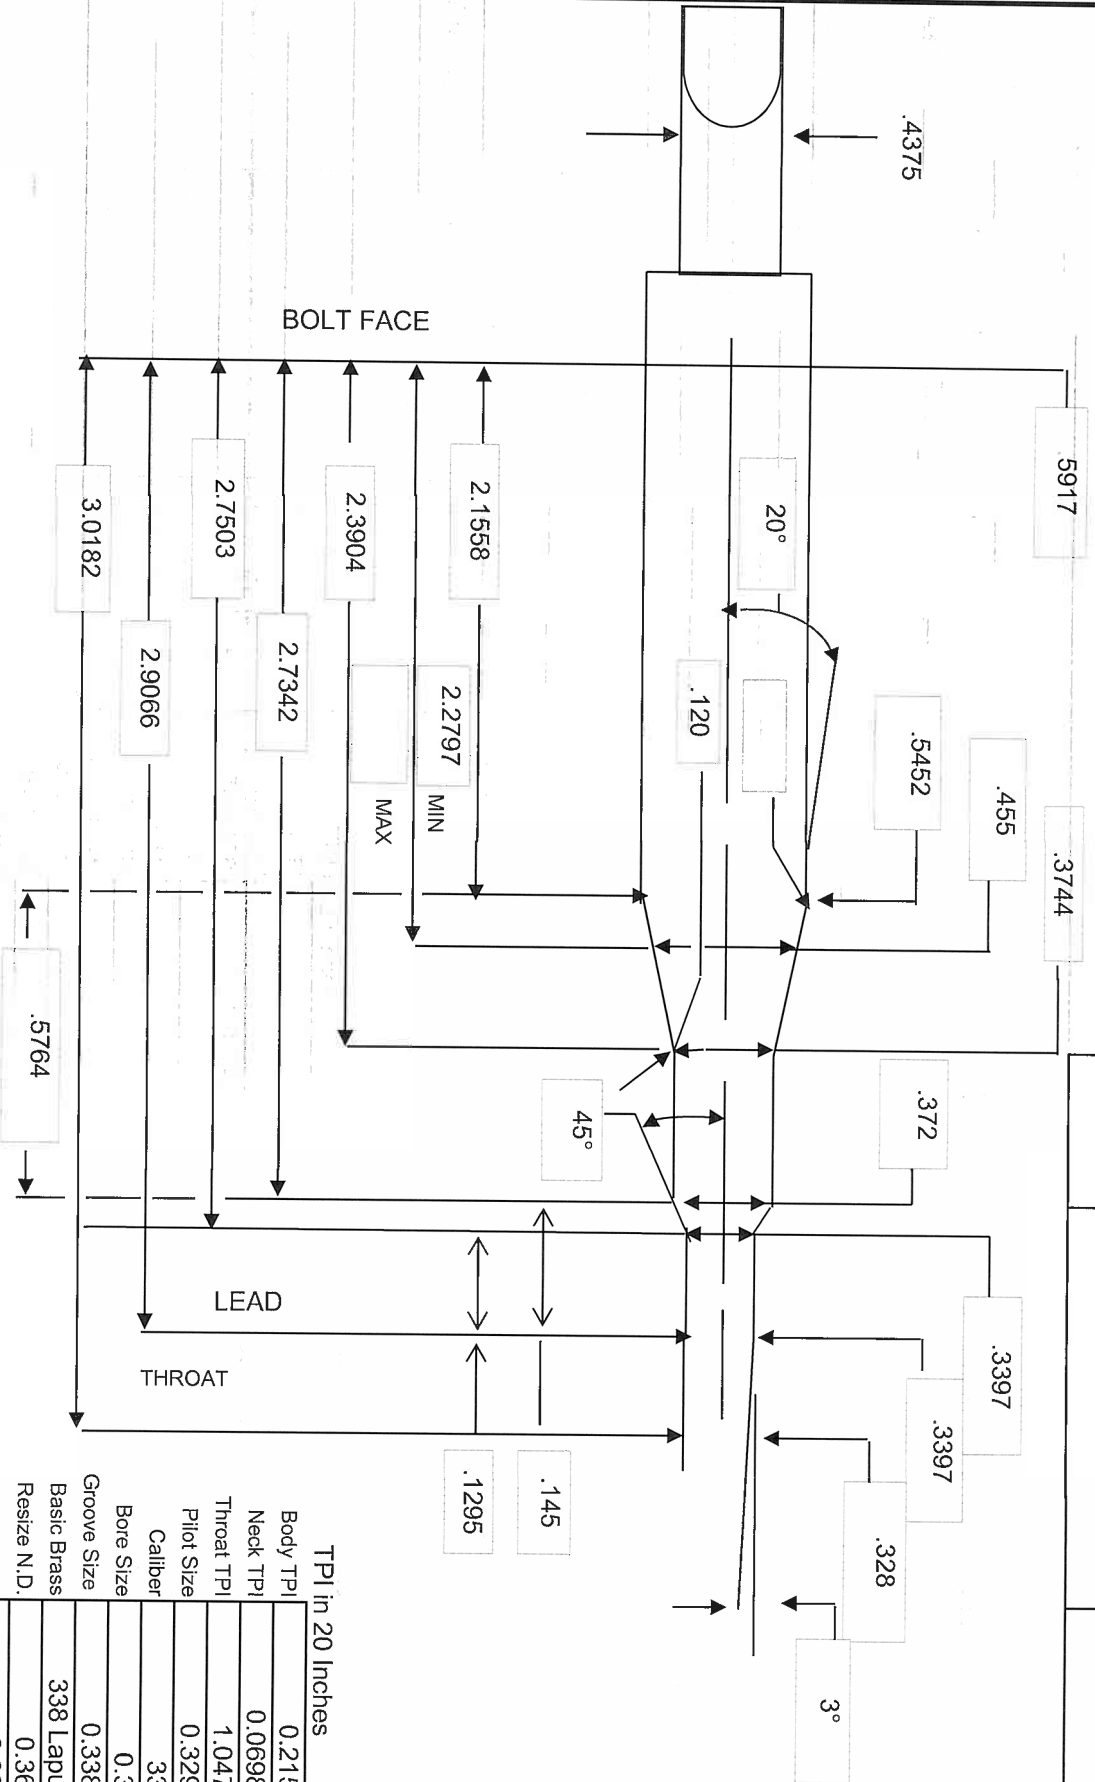 .4375
BOLT FACE
.5917
20°
.120
.5452
.455
.3744
2.1558
2.2797
MIN
MAX
2.3904
2.7342
2.7503
2.9066
3.0182
.5764
45°
.372
.3397
.3397
.328
3°
LEAD
THROAT
.145
.1295
TPI in 20 Inches
Body TPI
Neck TPI
Throat TPI
Pilot Size
Caliber
Bore Size
Groove Size
Basic Brass 338
Resize N.D.